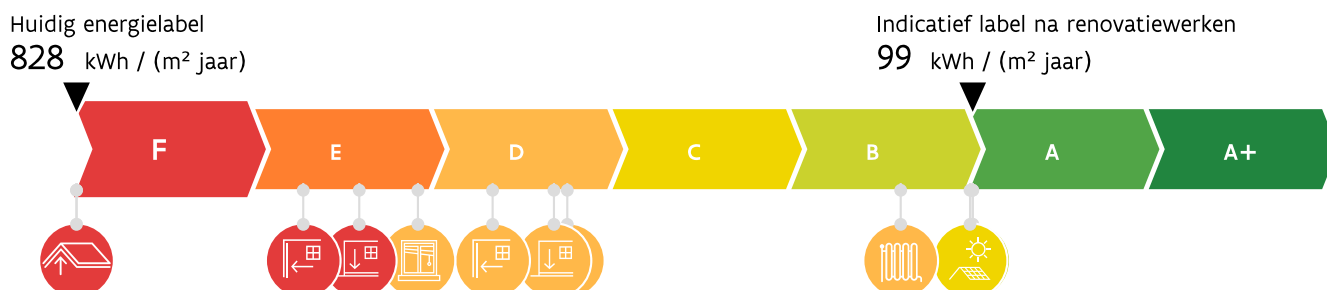 Huidig energielabel
828 kWh / (m² jaar)
Indicatief label na renovatiewerken
99 kWh / (m² jaar)
F E D C B A A+